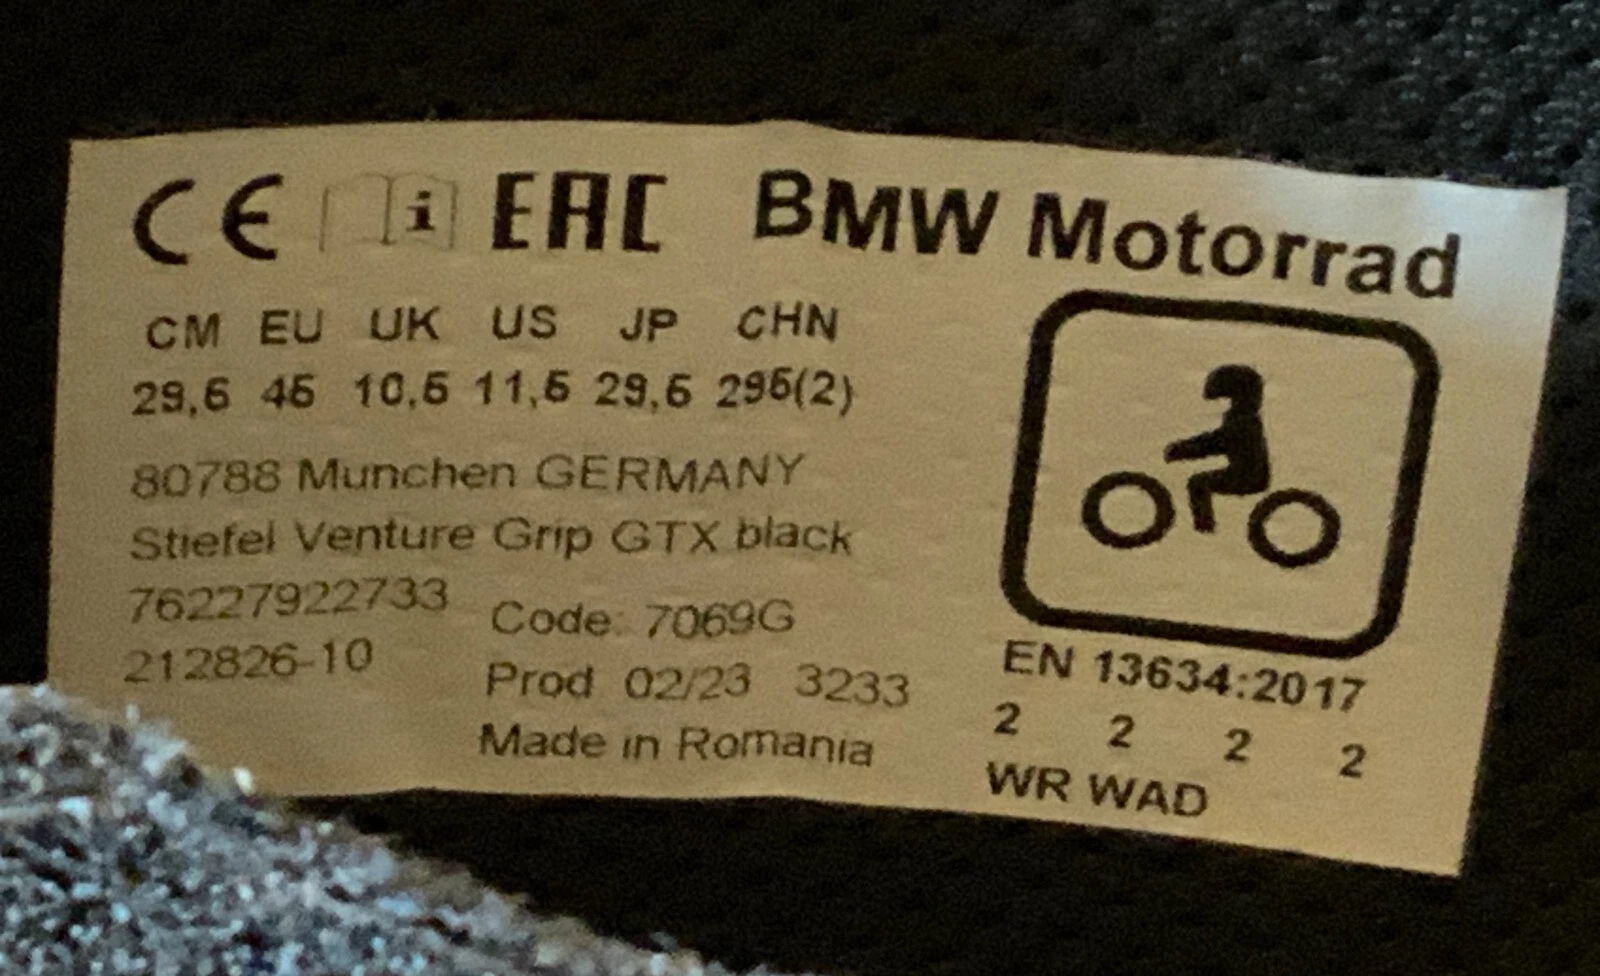 CE i EAC BMW Motorrad
CM EU UK US JP CHN
29,5 45 10,5 11,5 29,5 295(2)
80788 Munchen GERMANY
Stiefel Venture Grip GTX black
76227922733
212826-10
Code: 7069G
Prod 02/23 3233
Made in Romania
EN 13634:2017
2 2 2 2
WR WAD